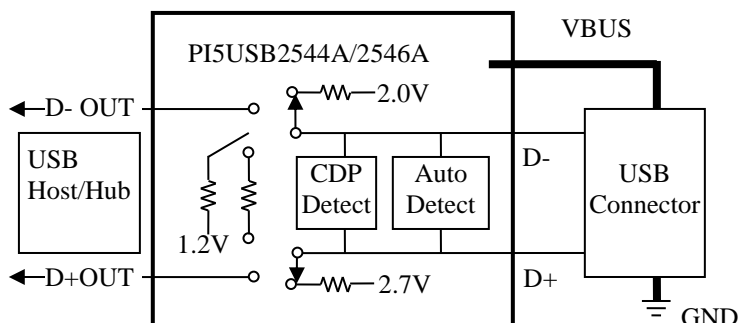 PI5USB2544A/2546A
VBUS
D- OUT
2.0V
USB
Host/Hub
CDP
Detect
Auto
Detect
D-
USB
Connector
1.2V
D+OUT
2.7V
D+
GND